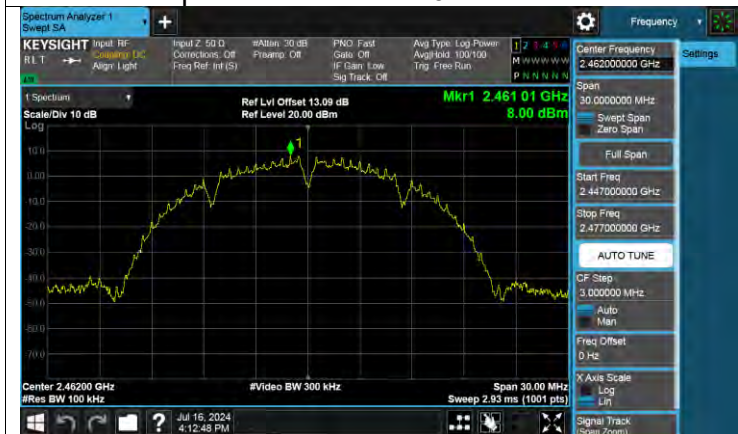 Spectrum Analyzer 1
Swept SA
+
Frequency
KEYSIGHT
RLT
Input: RF
Coupling: DC
Align: Light
Input Z: 50 Ω
Corrections: Off
Freq Ref: Int (S)
#Atten: 30 dB
Preamp: Off
PNO: Fast
Gate: Off
IF Gain: Low
Sig Track: Off
Avg Type: Log-Power
Avg|Hold: 100/100
Trig: Free Run
1 2 3 4 5 6
M W W W W W
P N N N N N
1 Spectrum
Scale/Div 10 dB
Log
Ref Lvl Offset 13.09 dB
Ref Level 20.00 dBm
Mkr1 2.461 01 GHz
8.00 dBm
1
10.0
0.00
-10.0
-20.0
-30.0
-40.0
-50.0
-70.0
Center 2.46200 GHz
#Res BW 100 kHz
#Video BW 300 kHz
Span 30.00 MHz
Sweep 2.93 ms (1001 pts)
Center Frequency
2.462000000 GHz
Settings
Span
30.0000000 MHz
Swept Span
Zero Span
Full Span
Start Freq
2.447000000 GHz
Stop Freq
2.477000000 GHz
AUTO TUNE
CF Step
3.000000 MHz
Auto
Man
Freq Offset
0 Hz
X Axis Scale
Log
Lin
Signal Track
(Span Zoom)
?
Jul 16, 2024
4:12:48 PM